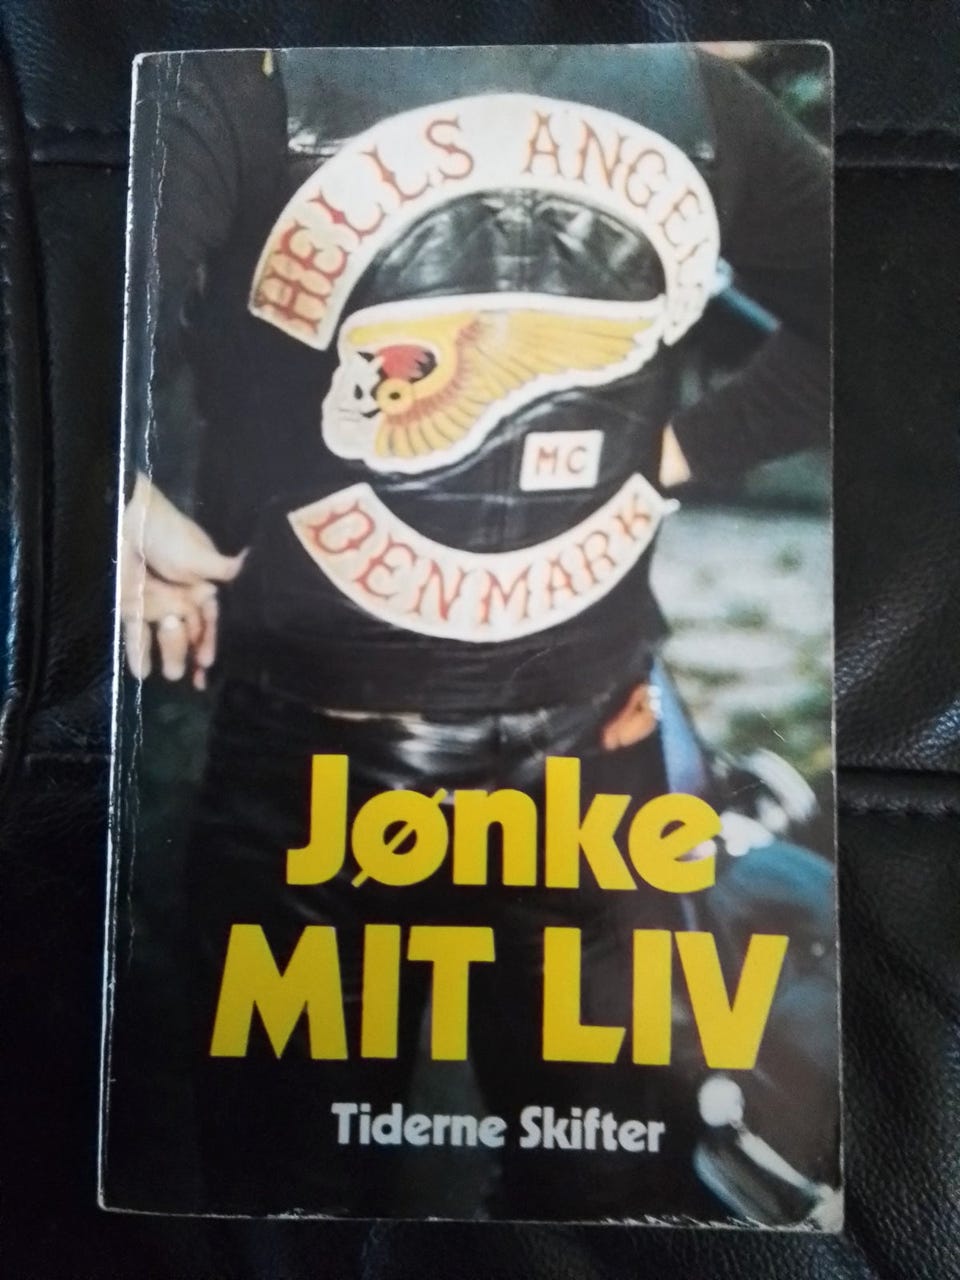 HELLS ANGELS
MC
DENMARK
Jønke
MIT LIV
Tiderne Skifter